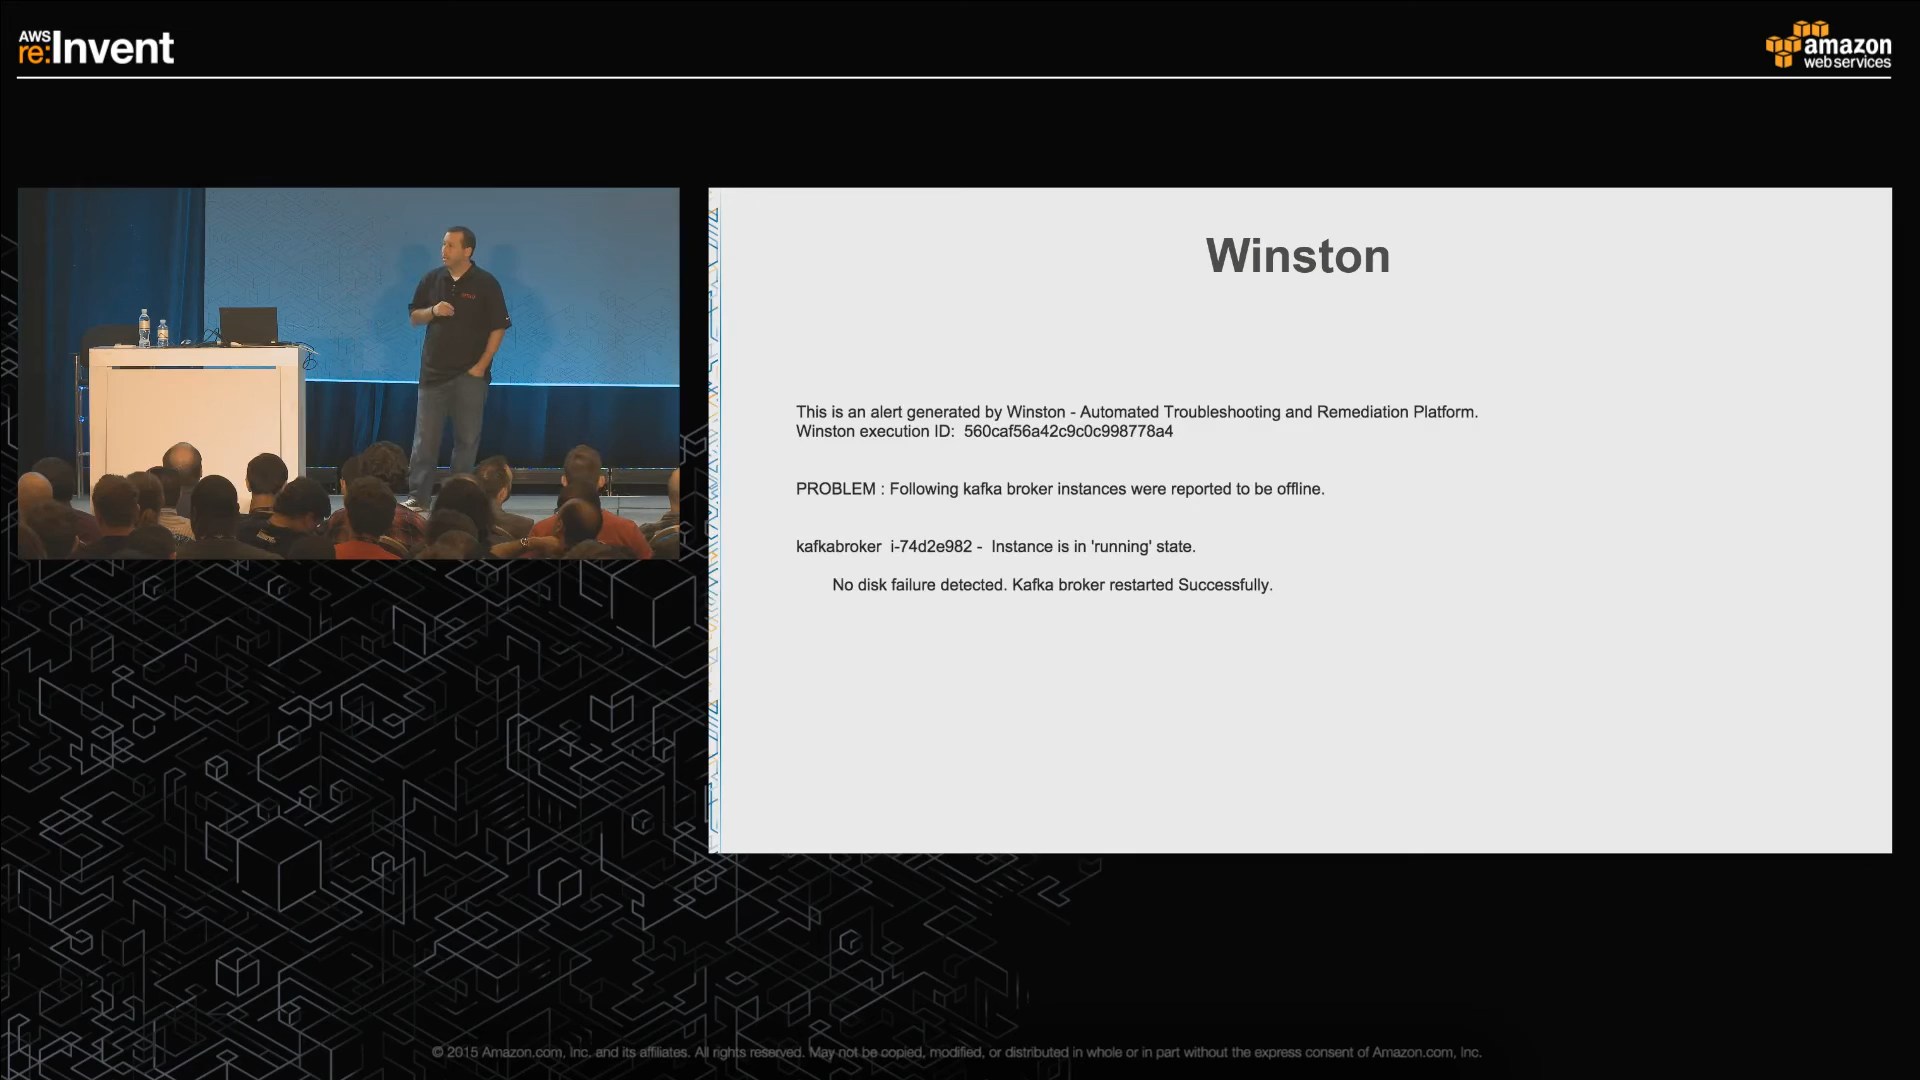 AWS
re:Invent
amazon
web services
Winston
This is an alert generated by Winston - Automated Troubleshooting and Remediation Platform.
Winston execution ID:  560caf56a42c9c0c998778a4
PROBLEM : Following kafka broker instances were reported to be offline.
kafkabroker  i-74d2e982 -  Instance is in 'running' state.
No disk failure detected. Kafka broker restarted Successfully.
© 2015 Amazon.com, Inc. and its affiliates. All rights reserved. May not be copied, modified, or distributed in whole or in part without the express consent of Amazon.com, Inc.